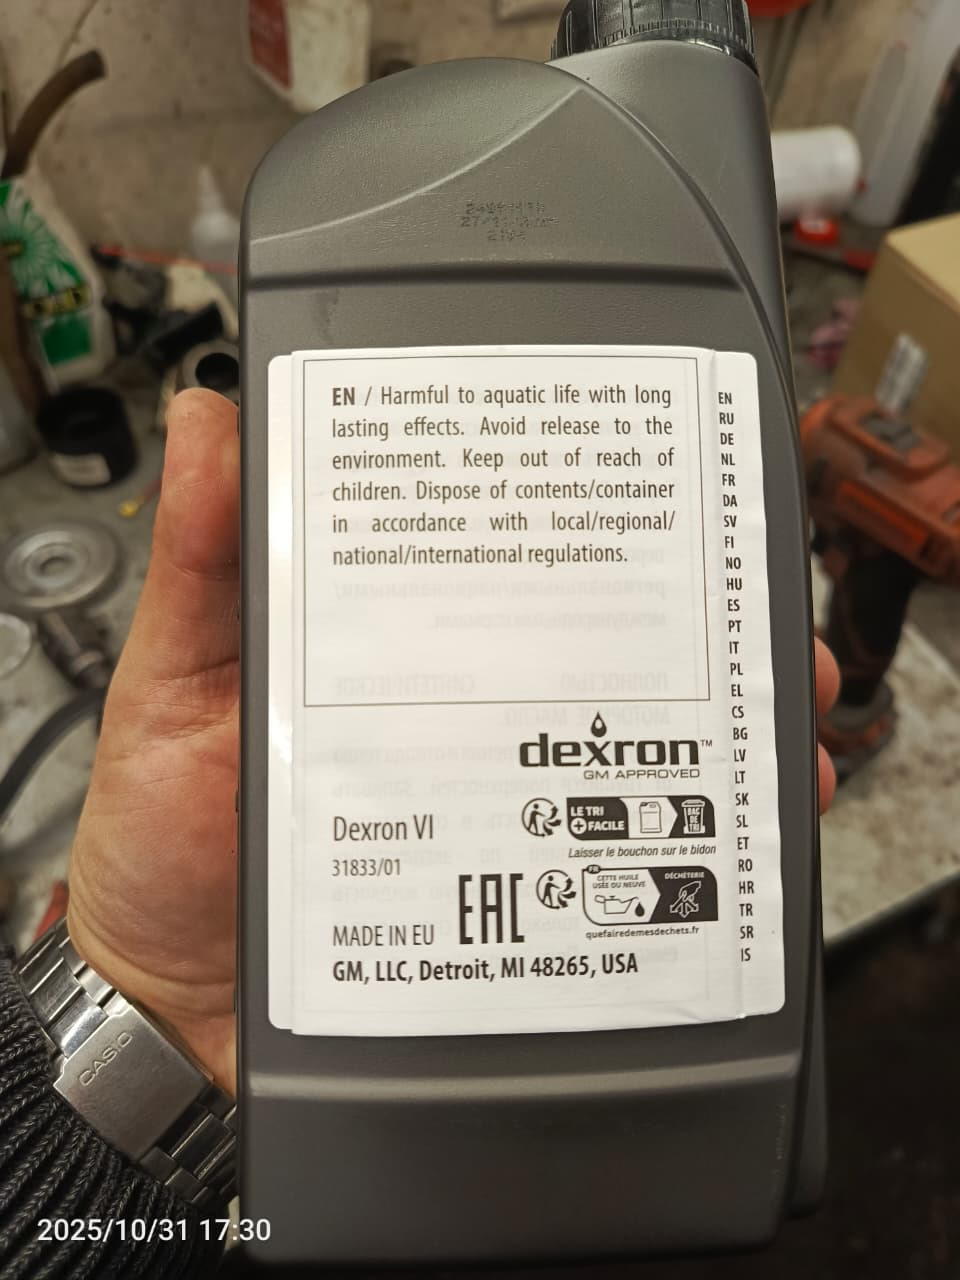 EN / Harmful to aquatic life with long
lasting effects. Avoid release to the
environment. Keep out of reach of
children. Dispose of contents/container
in accordance with local/regional/
national/international regulations.
EN
RU
DE
NL
FR
DA
SV
FI
NO
HU
ES
PT
IT
PL
EL
CS
BG
LV
LT
SK
SL
ET
RO
HR
TR
SR
IS
dexron™
GM APPROVED
LE TRI
+ FACILE
BAC
DE
TRI
Laisser le bouchon sur le bidon
Dexron VI
31833/01
FR
CETTE HUILE
USÉE OU NEUVE
DÉCHÈTERIE
quefairedemesdechets.fr
MADE IN EU
EAC
GM, LLC, Detroit, MI 48265, USA
CASIO
2025/10/31 17:30